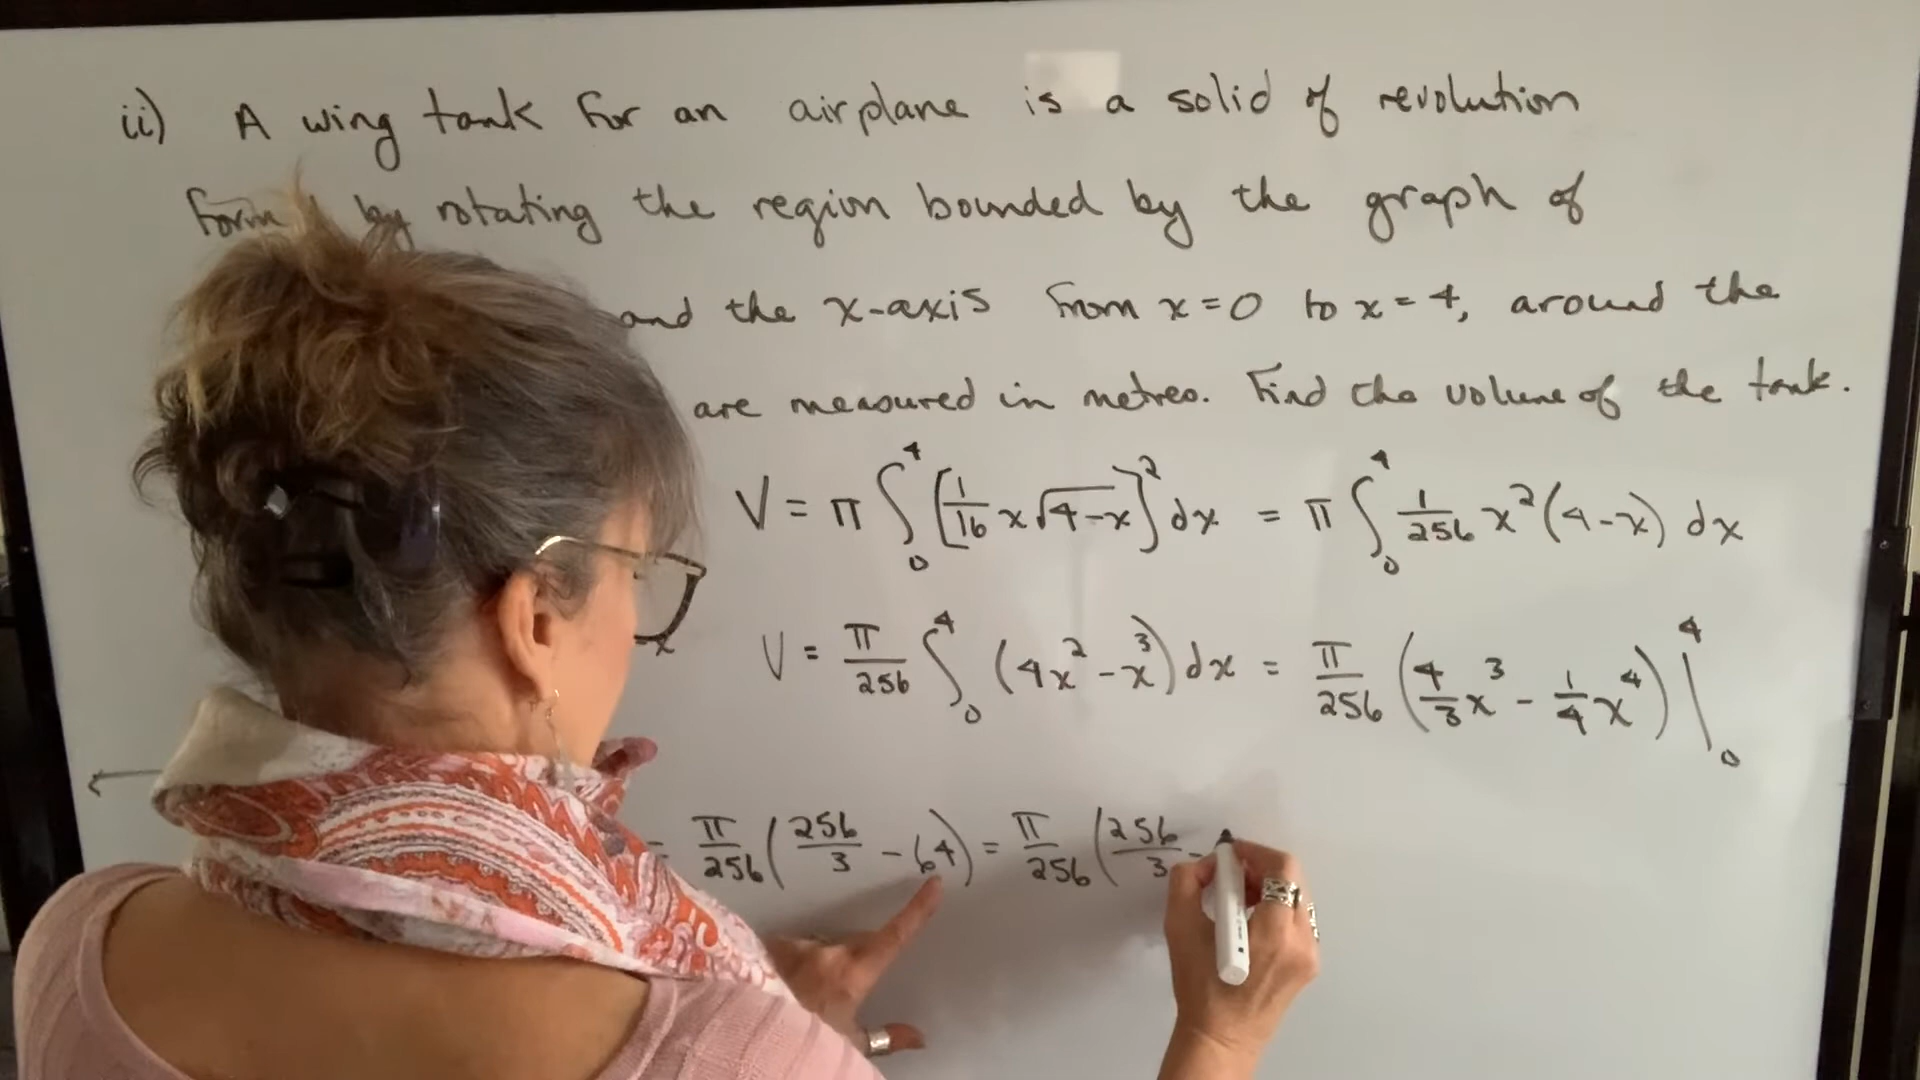 ii) A wing tank for an airplane is a solid of revolution
by rotating the region bounded by the graph of
and the x-axis from x=0 to x=4, around the
are measured in metres. Find the volume of the tank.
V = π ∫₀⁴ [1/16 x√(4-x)]² dx = π ∫₀⁴ 1/256 x² (4-x) dx
V = π/256 ∫₀⁴ (4x² - x³) dx = π/256 (4/3 x³ - 1/4 x⁴) |₀⁴
x
= π/256 (256/3 - 64) = π/256 (256/3 -